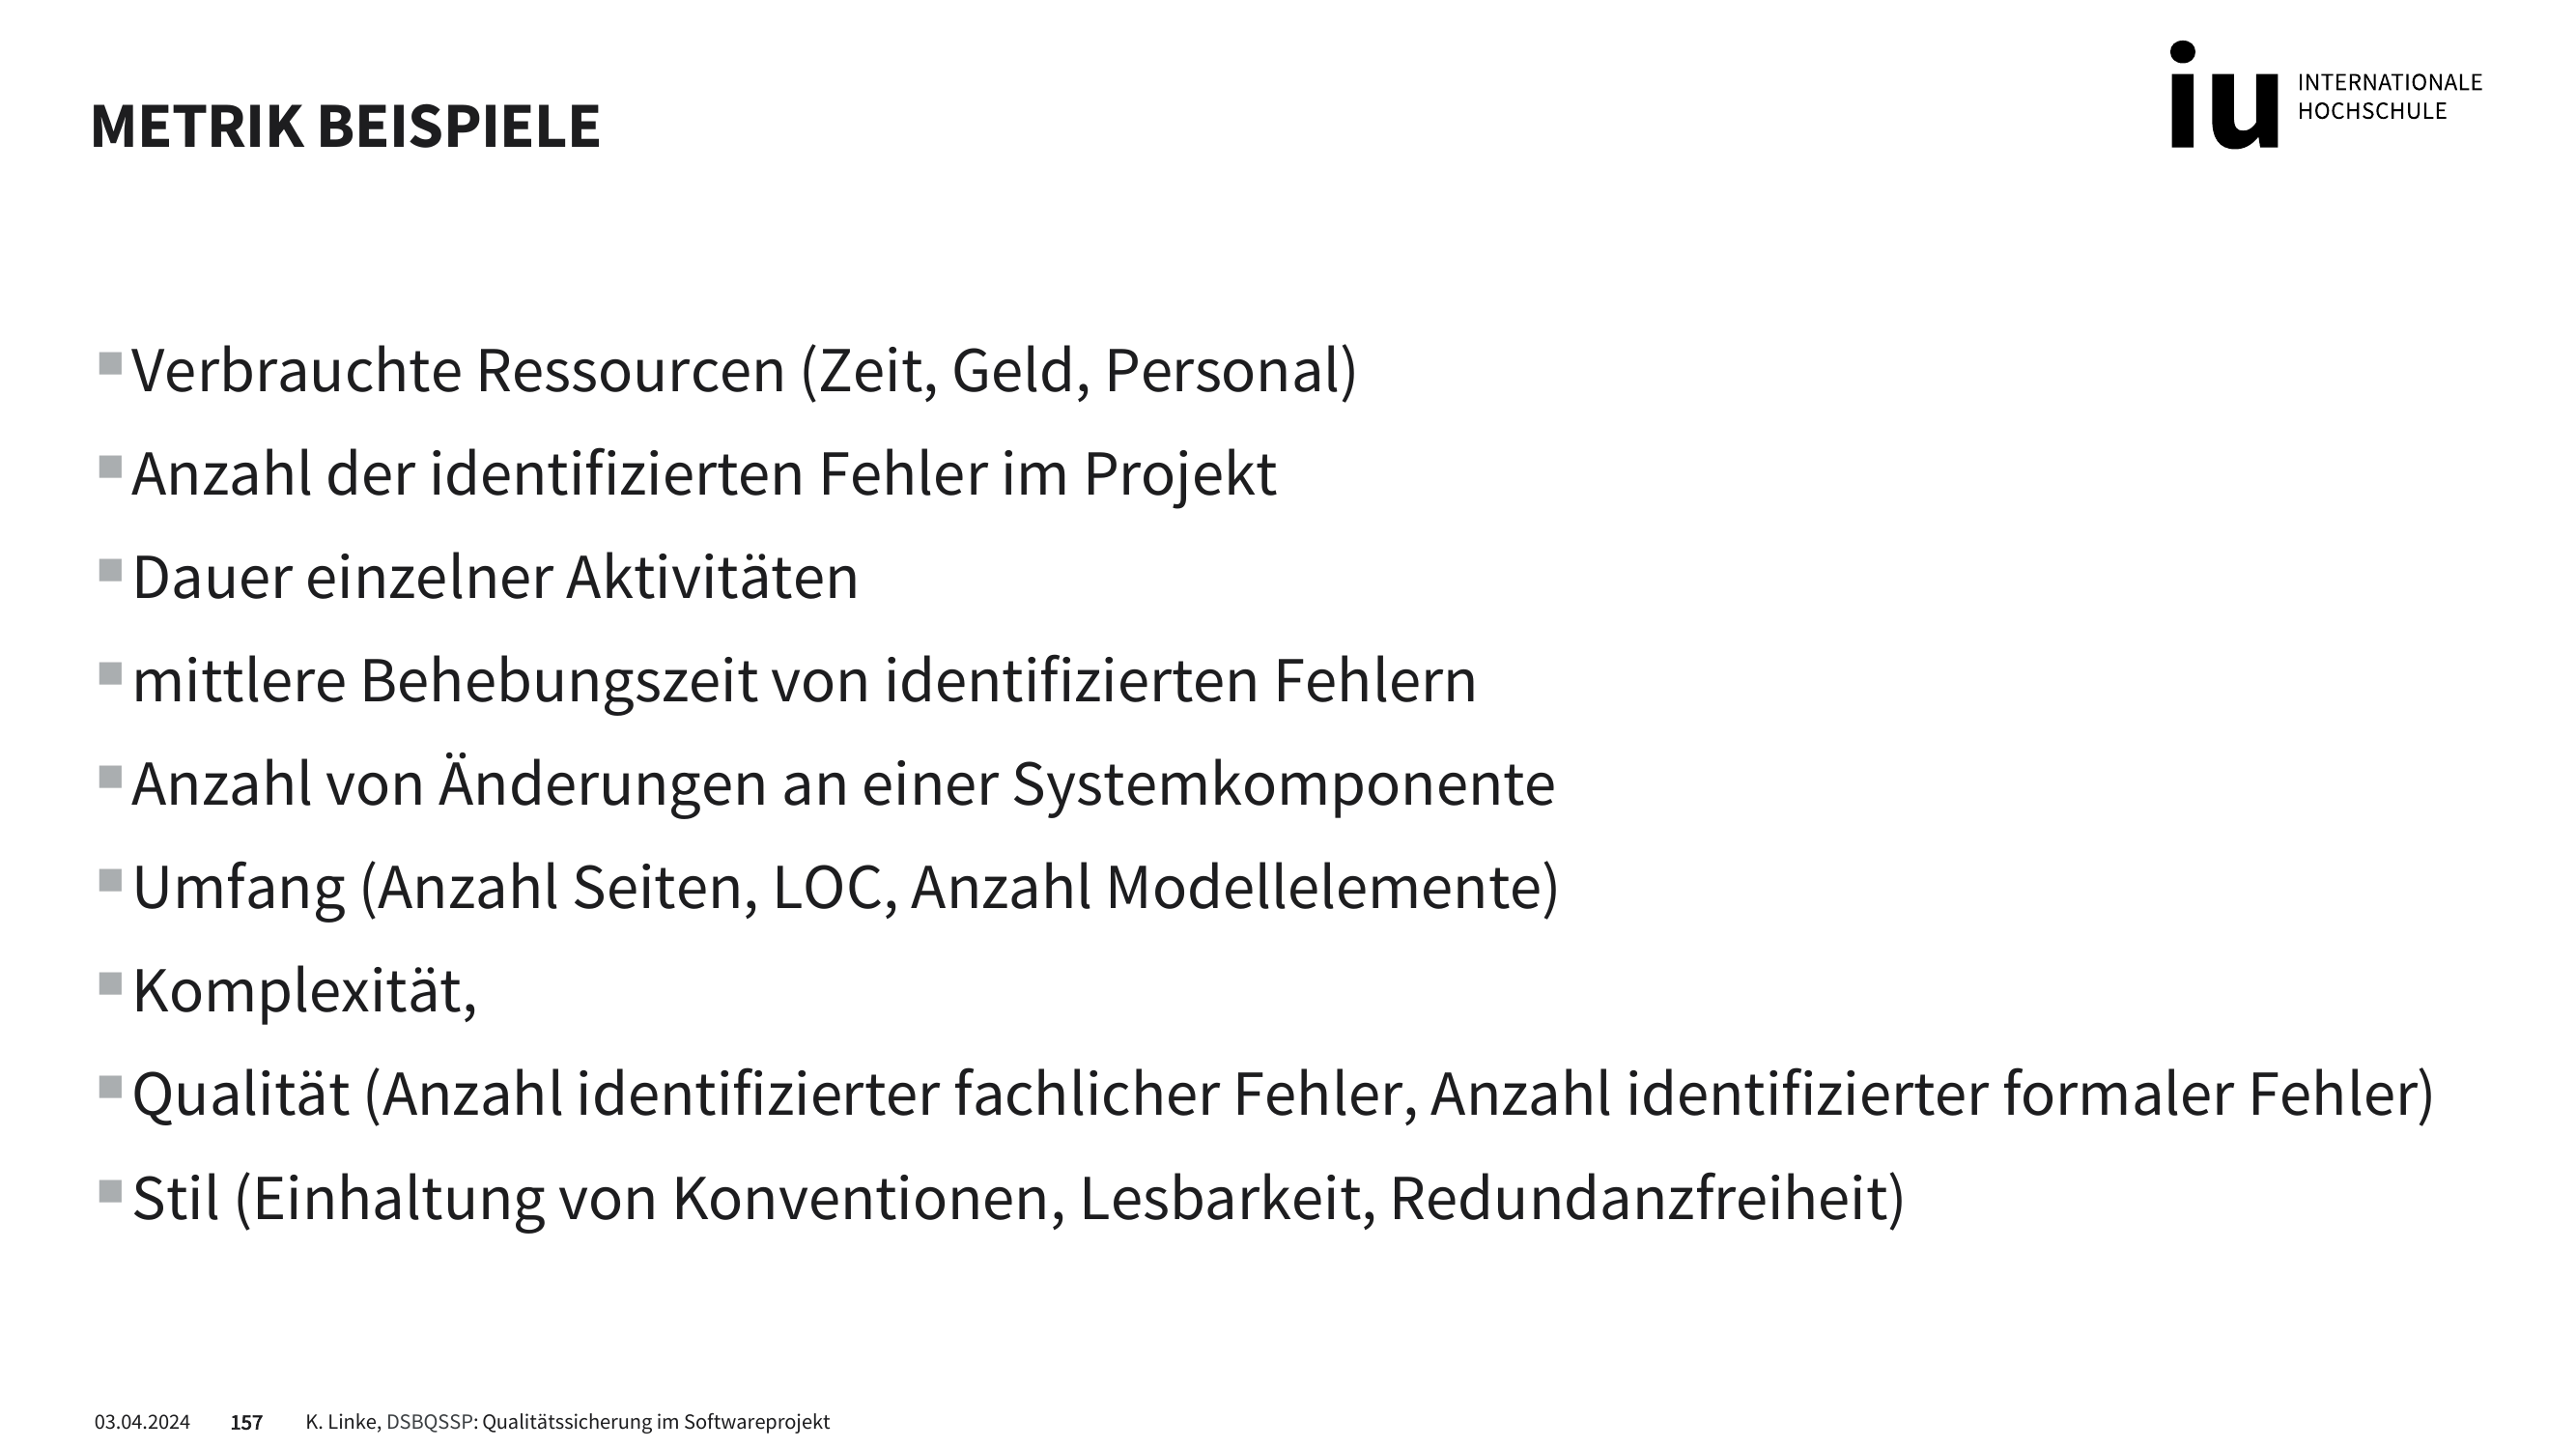 METRIK BEISPIELE
iu INTERNATIONALE
HOCHSCHULE
Verbrauchte Ressourcen (Zeit, Geld, Personal)
Anzahl der identifizierten Fehler im Projekt
Dauer einzelner Aktivitäten
mittlere Behebungszeit von identifizierten Fehlern
Anzahl von Änderungen an einer Systemkomponente
Umfang (Anzahl Seiten, LOC, Anzahl Modellelemente)
Komplexität,
Qualität (Anzahl identifizierter fachlicher Fehler, Anzahl identifizierter formaler Fehler)
Stil (Einhaltung von Konventionen, Lesbarkeit, Redundanzfreiheit)
03.04.2024 157 K. Linke, DSBQSSP: Qualitätssicherung im Softwareprojekt